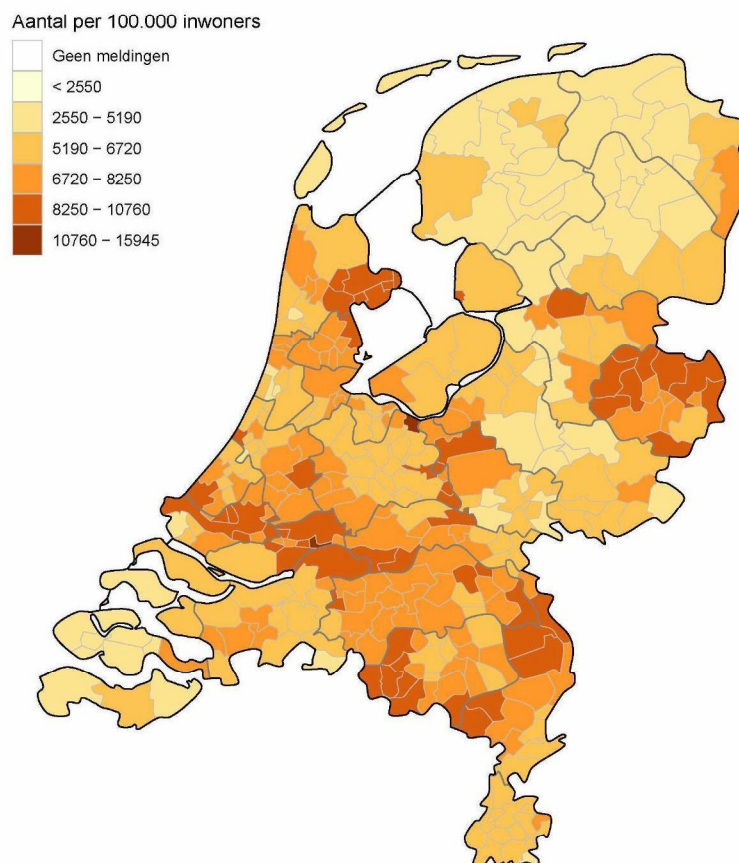 Aantal per 100.000 inwoners
Geen meldingen
< 2550
2550 – 5190
5190 – 6720
6720 – 8250
8250 – 10760
10760 – 15945